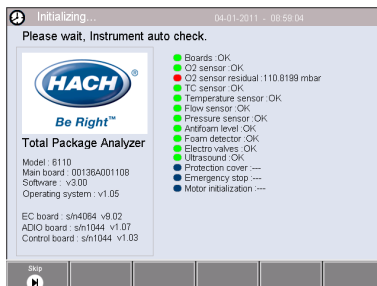 Initializing...
04-01-2011 - 08:59:04
Please wait, Instrument auto check.
HACH
®
Be Right™
Total Package Analyzer
Model : 6110
Main board : 00136A001108
Software : v3.00
Operating system : v1.05
EC board : s/n4064 v9.02
ADIO board : s/n1044 v1.07
Control board : s/n1044 v1.03
Boards :OK
O2 sensor :OK
O2 sensor residual :110.8199 mbar
TC sensor :OK
Temperature sensor :OK
Flow sensor :OK
Pressure sensor :OK
Antifoam level :OK
Foam detector :OK
Electro valves :OK
Ultrasound :OK
Protection cover :---
Emergency stop :---
Motor initialization :---
Skip